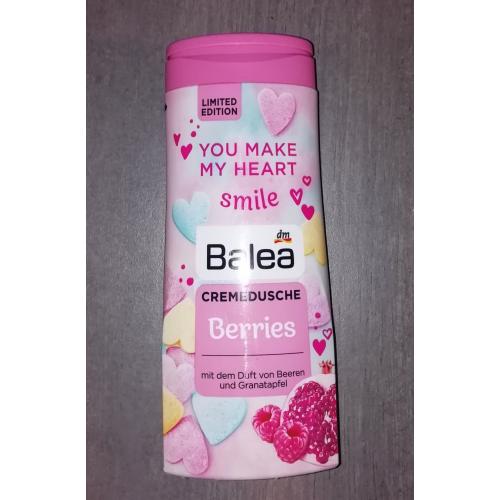 LIMITED
EDITION
YOU MAKE
MY HEART
smile
dm
Balea
CREMEDUSCHE
Berries
mit dem Duft von Beeren
und Granatapfel